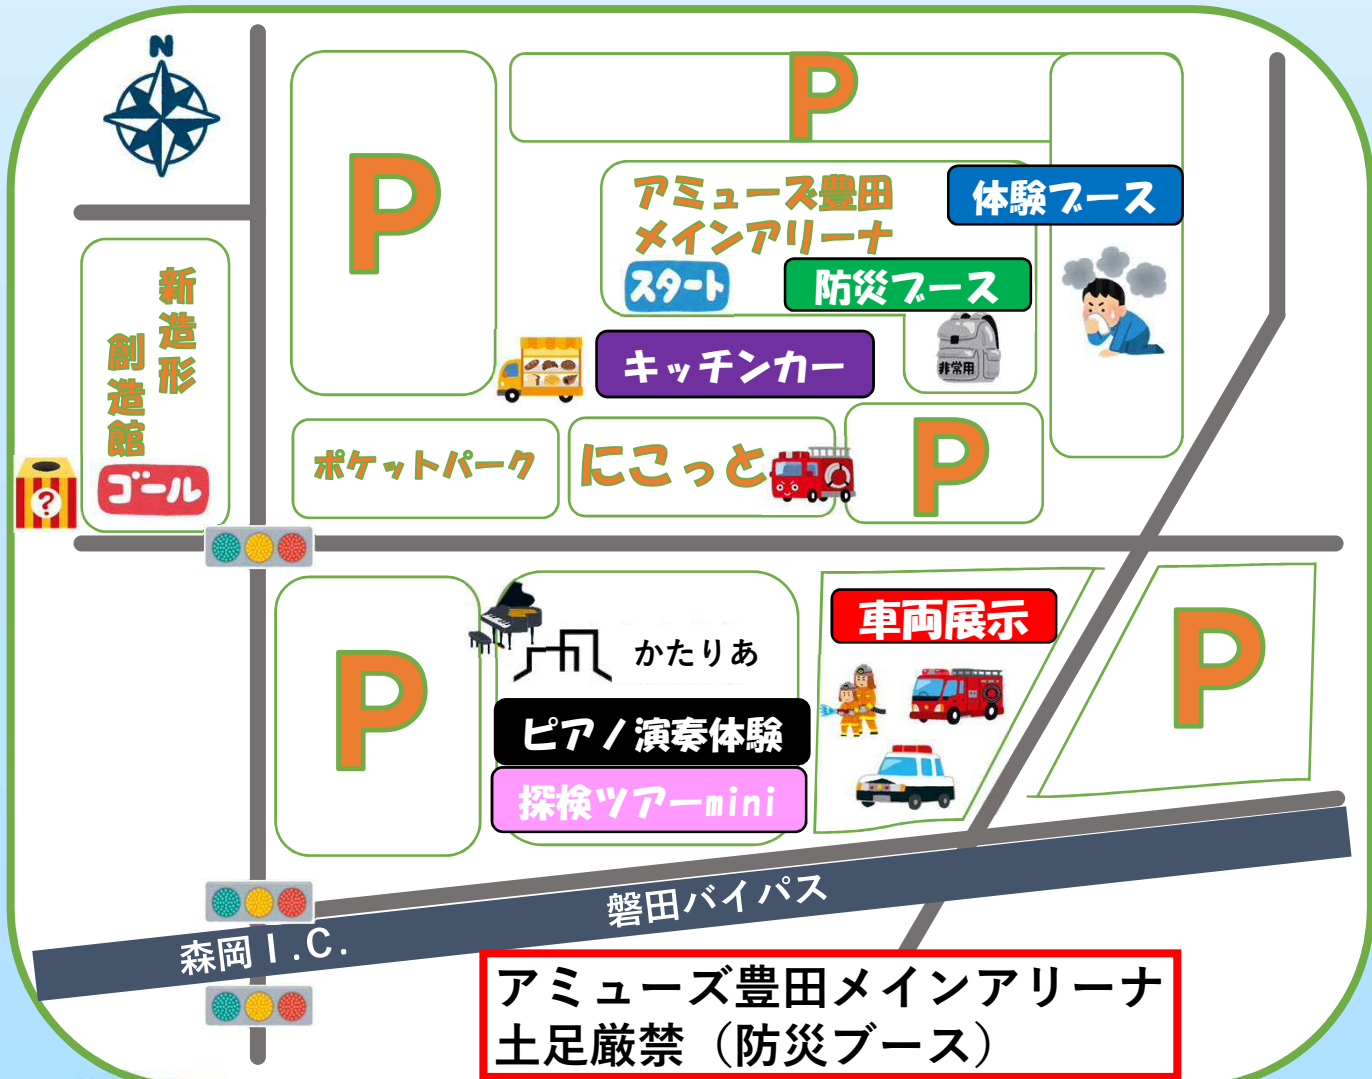 N
P
P
アミューズ豊田
メインアリーナ
体験ブース
スタート
防災ブース
新造形
創造館
キッチンカー
非常用
ゴール
?
ポケットパーク
にこっと
P
P
かたりあ
車両展示
P
ピアノ演奏体験
探検ツアーmini
磐田バイパス
森岡I.C.
アミューズ豊田メインアリーナ
土足厳禁（防災ブース）